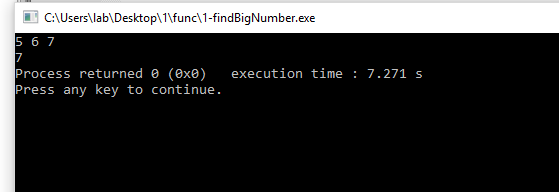 C:\Users\lab\Desktop\1\func\1-findBigNumber.exe
5 6 7
7
Process returned 0 (0x0)   execution time : 7.271 s
Press any key to continue.